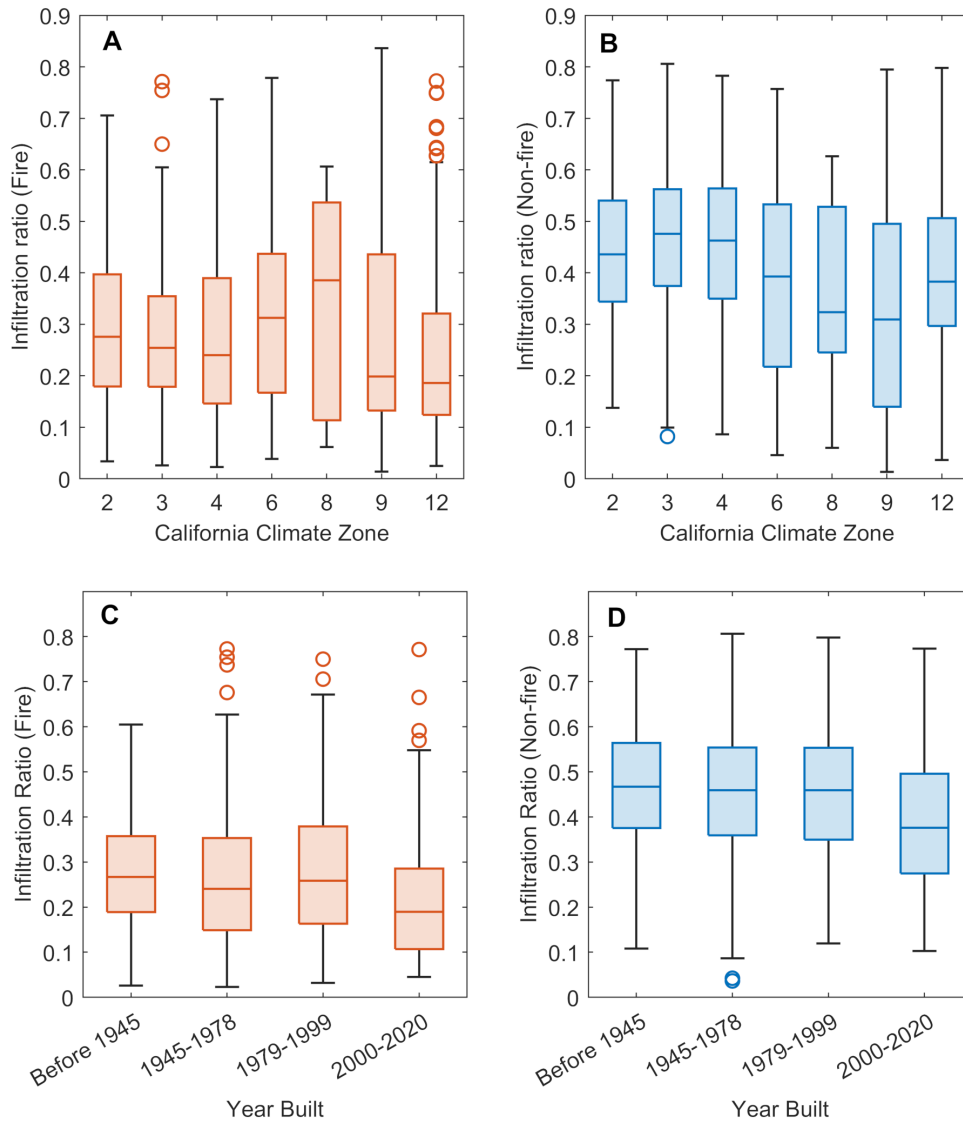 A
Infiltration ratio (Fire)
0.9
0.8
0.7
0.6
0.5
0.4
0.3
0.2
0.1
0
2 3 4 6 8 9 12
California Climate Zone
B
Infiltration ratio (Non-fire)
0.9
0.8
0.7
0.6
0.5
0.4
0.3
0.2
0.1
0
2 3 4 6 8 9 12
California Climate Zone
C
Infiltration Ratio (Fire)
0.8
0.7
0.6
0.5
0.4
0.3
0.2
0.1
0
Before 1945 1945-1978 1979-1999 2000-2020
Year Built
D
Infiltration Ratio (Non-fire)
0.8
0.7
0.6
0.5
0.4
0.3
0.2
0.1
0
Before 1945 1945-1978 1979-1999 2000-2020
Year Built